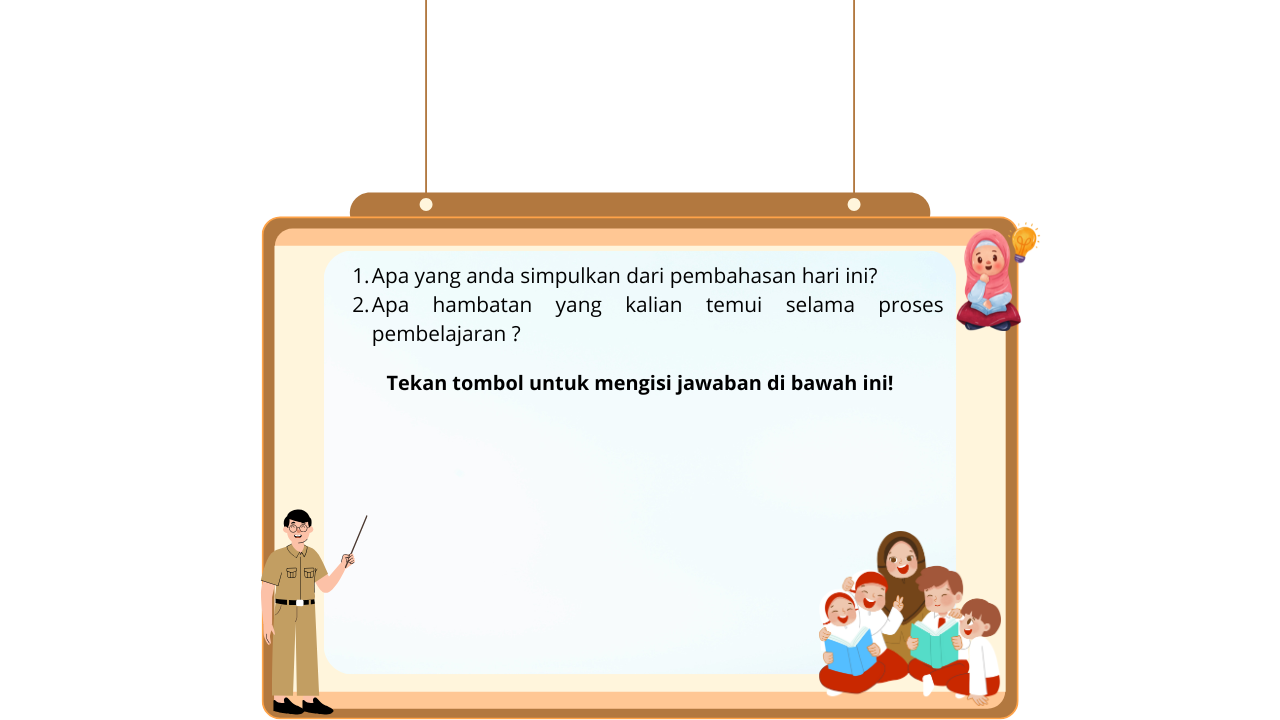 1. Apa yang anda simpulkan dari pembahasan hari ini?
2. Apa hambatan yang kalian temui selama proses
pembelajaran ?
Tekan tombol untuk mengisi jawaban di bawah ini!